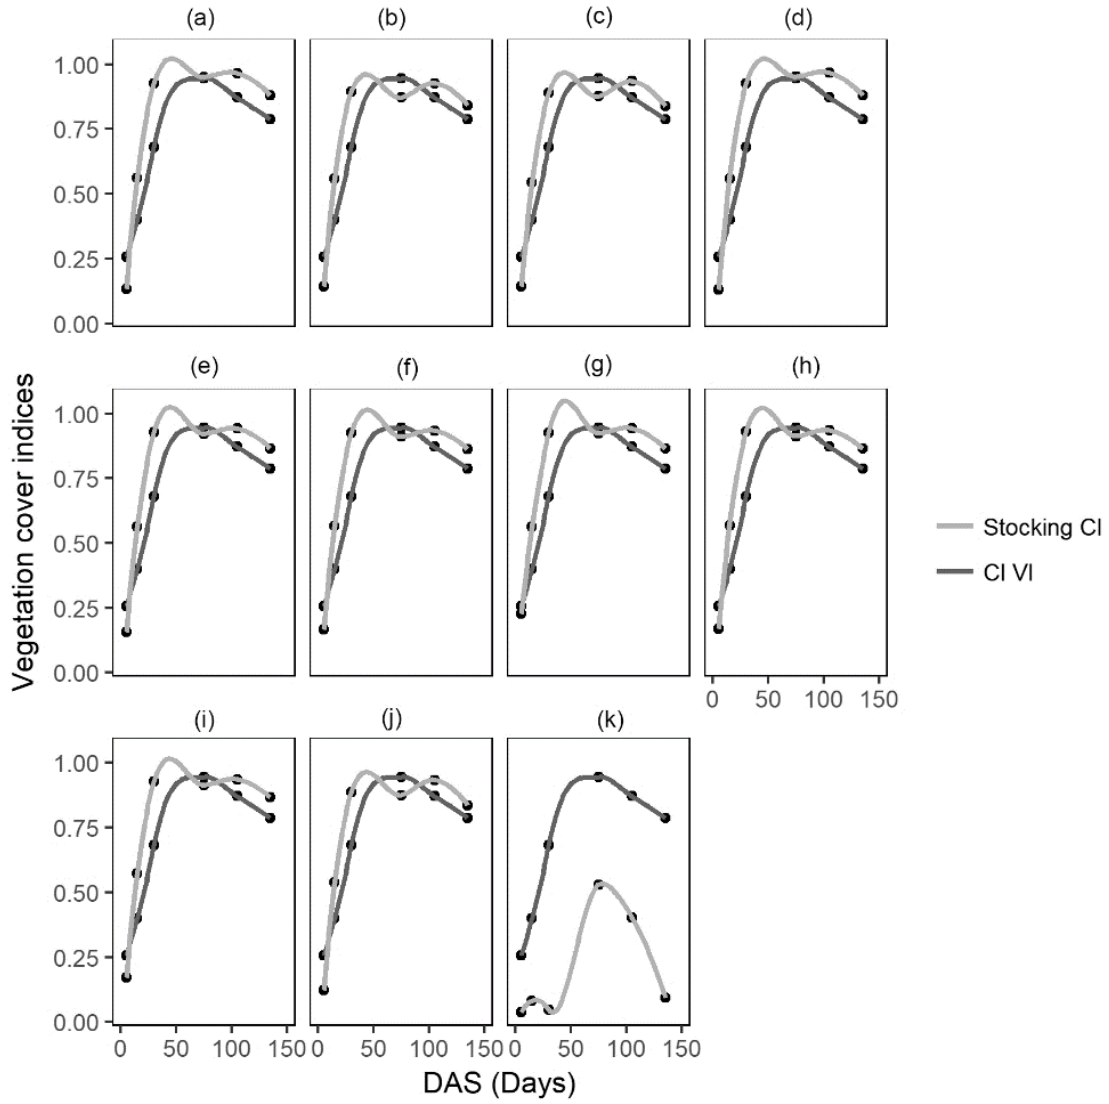 (a) (b) (c) (d)
1.00
0.75
0.50
0.25
0.00
(e) (f) (g) (h)
1.00
0.75
0.50
0.25
0.00
0 50 100 150
(i) (j) (k)
1.00
0.75
0.50
0.25
0.00
0 50 100 150 0 50 100 150 0 50 100 150
DAS (Days)
Vegetation cover indices
Stocking CI
CI VI